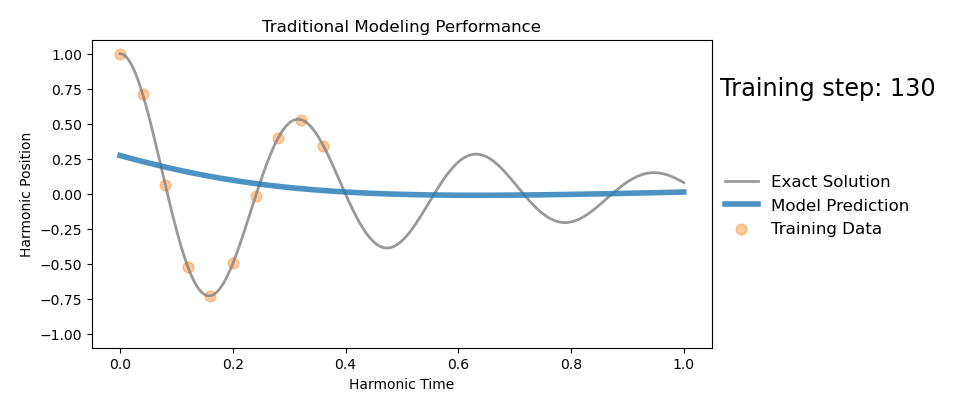 Traditional Modeling Performance
Training step: 130
Harmonic Position
1.00
0.75
0.50
0.25
0.00
−0.25
−0.50
−0.75
−1.00
0.0 0.2 0.4 0.6 0.8 1.0
Harmonic Time
Exact Solution
Model Prediction
Training Data